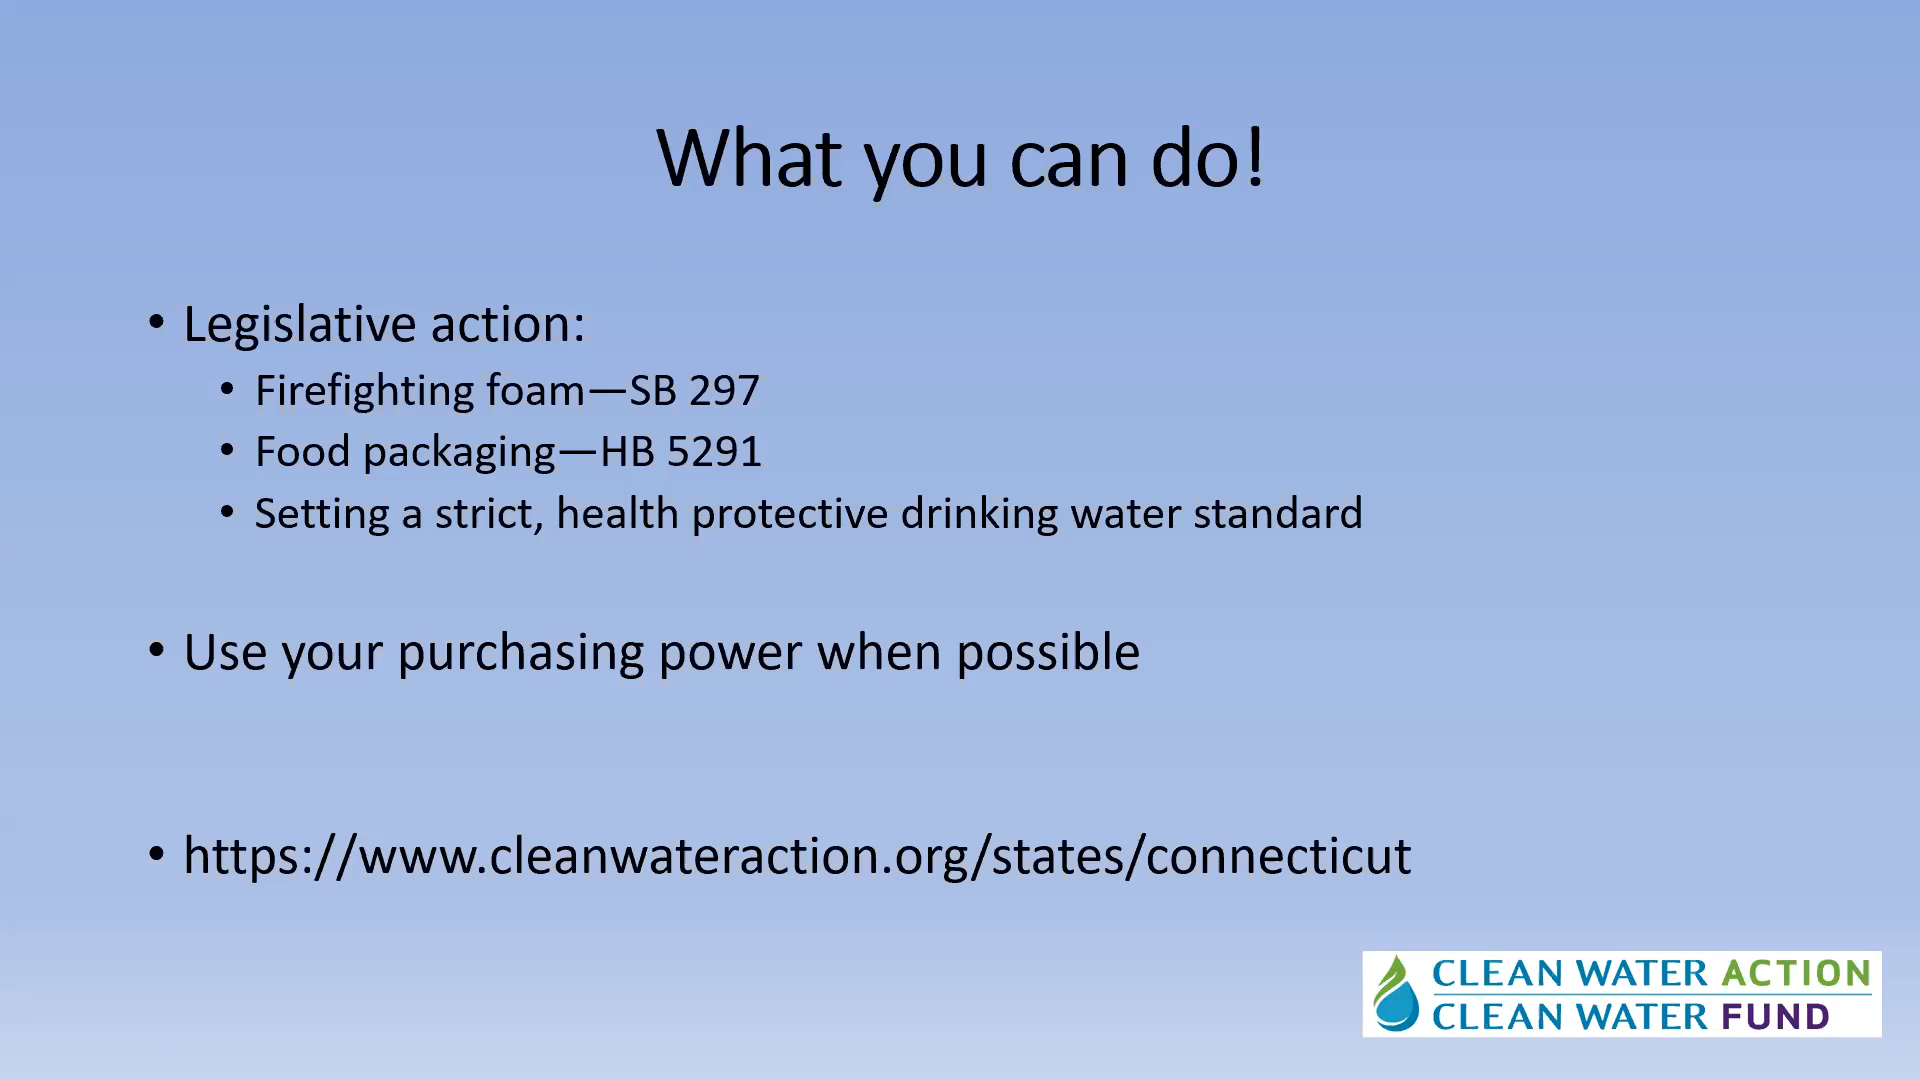 What you can do!
• Legislative action:
• Firefighting foam—SB 297
• Food packaging—HB 5291
• Setting a strict, health protective drinking water standard
• Use your purchasing power when possible
• https://www.cleanwateraction.org/states/connecticut
CLEAN WATER ACTION
CLEAN WATER FUND